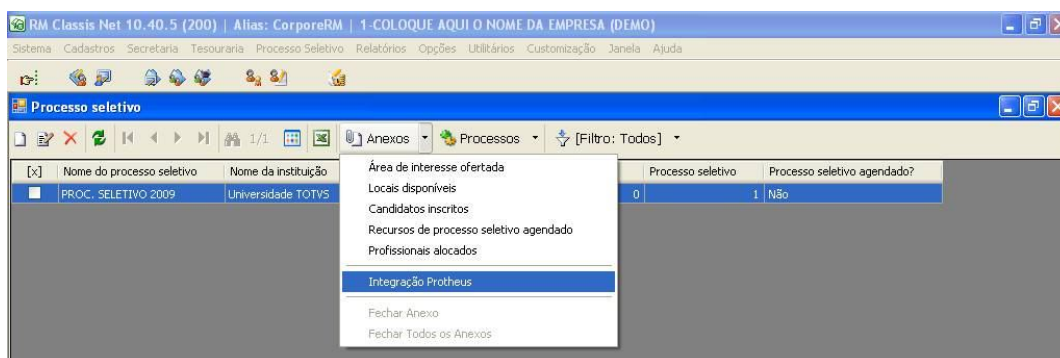 RM Classis Net 10.40.5 (200) | Alias: CorporeRM | 1-COLOQUE AQUI O NOME DA EMPRESA (DEMO)
Sistema Cadastros Secretaria Tesouraria Processo Seletivo Relatórios Opções Utilitários Customização Janela Ajuda
Processo seletivo
1/1 Anexos Processos [Filtro: Todos]
[x] Nome do processo seletivo Nome da instituição Processo seletivo Processo seletivo agendado?
PROC. SELETIVO 2009 Universidade TOTVS 0 1 Não
Área de interesse ofertada
Locais disponíveis
Candidatos inscritos
Recursos de processo seletivo agendado
Profissionais alocados
Integração Protheus
Fechar Anexo
Fechar Todos os Anexos